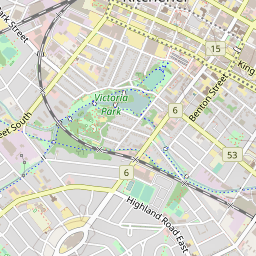 Kitchener
Park Street
15
King
Victoria
Park
6
Benton Street
eet South
53
6
Highland Road East